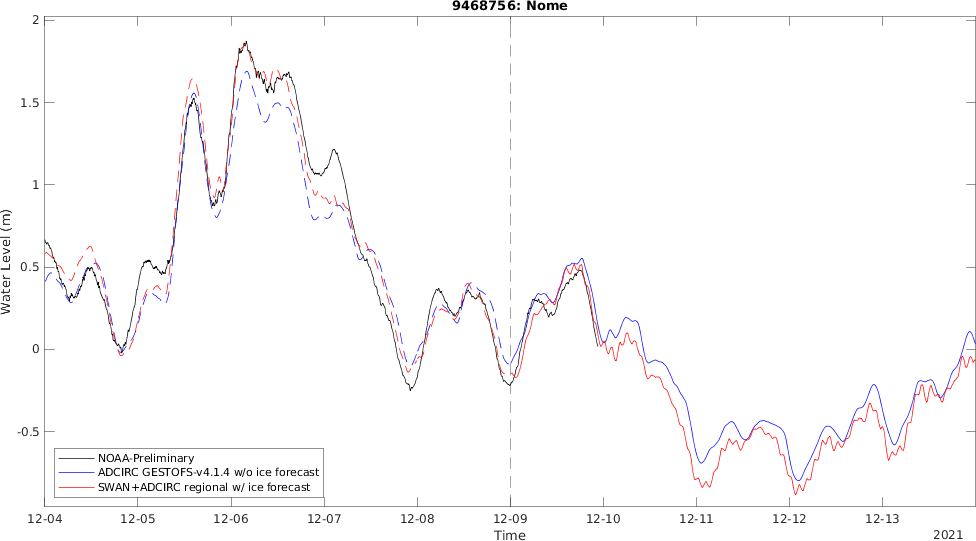 9468756: Nome
2
1.5
1
0.5
0
-0.5
Water Level (m)
NOAA-Preliminary
ADCIRC GESTOFS-v4.1.4 w/o ice forecast
SWAN+ADCIRC regional w/ ice forecast
12-04 12-05 12-06 12-07 12-08 12-09 12-10 12-11 12-12 12-13
Time
2021